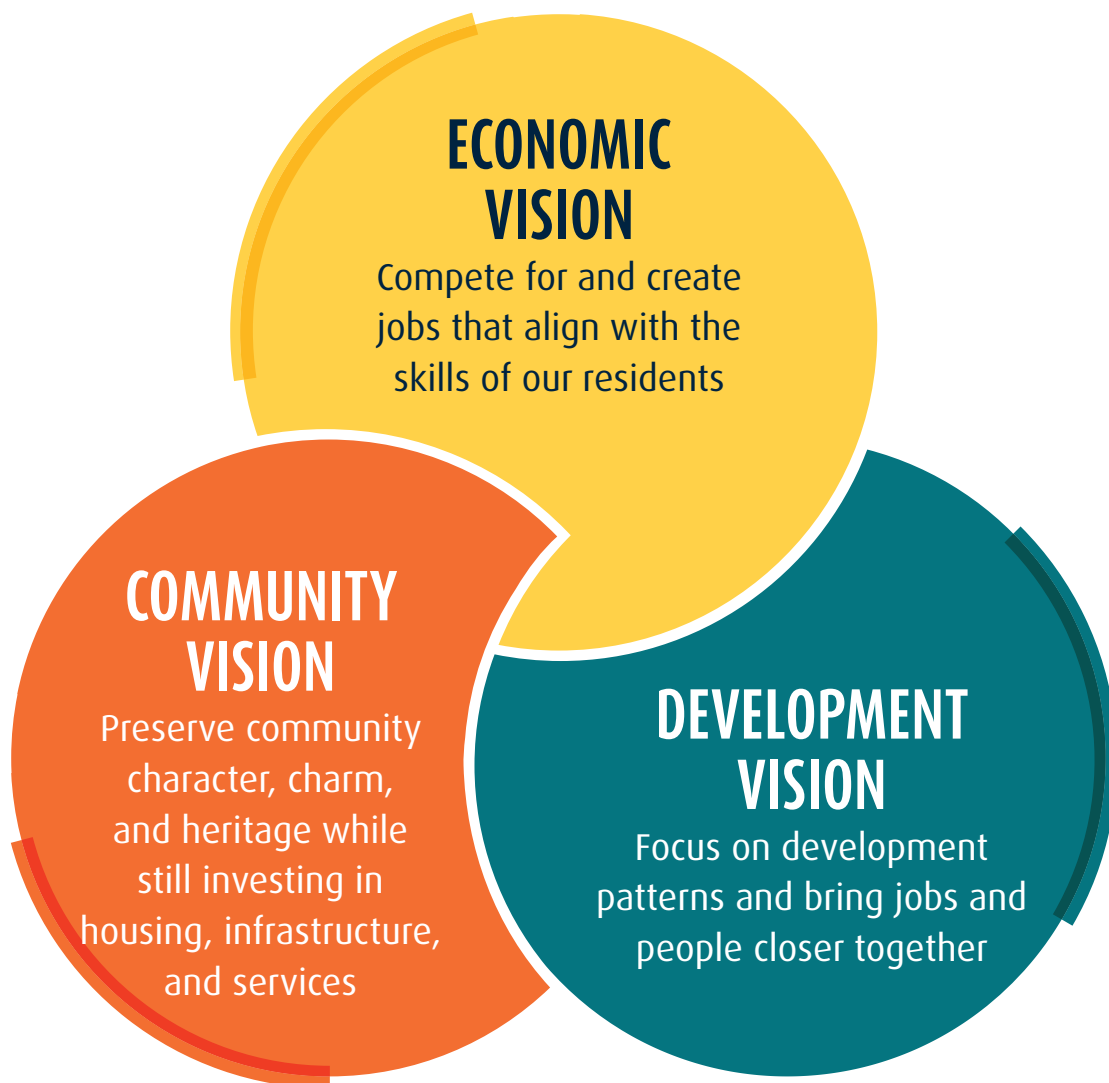 ECONOMIC
VISION
Compete for and create
jobs that align with the
skills of our residents
COMMUNITY
VISION
Preserve community
character, charm,
and heritage while
still investing in
housing, infrastructure,
and services
DEVELOPMENT
VISION
Focus on development
patterns and bring jobs and
people closer together